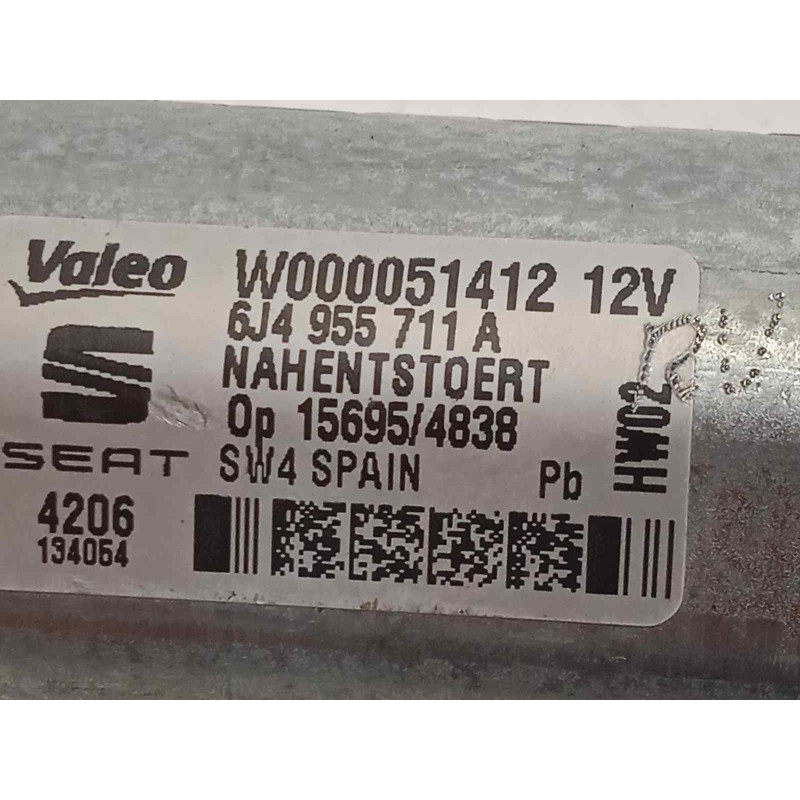 Valeo
W000051412 12V
6J4 955 711 A
NAHENTSTOERT
Op 15695/4838
SEAT
SW4 SPAIN
Pb
HW02
4206
134054